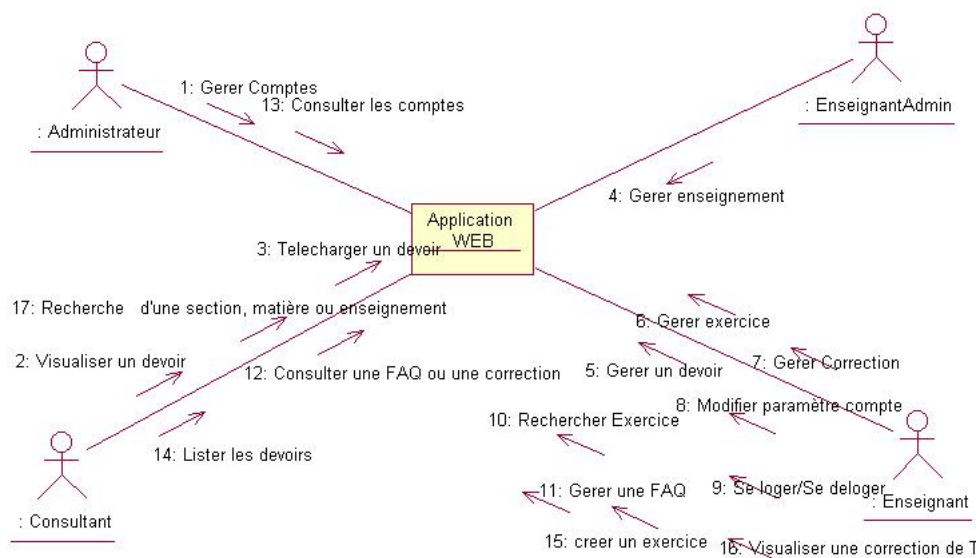 1: Gerer Comptes
13: Consulter les comptes
: Administrateur
: EnseignantAdmin
4: Gerer enseignement
Application
WEB
3: Telecharger un devoir
17: Recherche d'une section, matière ou enseignement
2: Visualiser un devoir
12: Consulter une FAQ ou une correction
14: Lister les devoirs
: Consultant
6: Gerer exercice
5: Gerer un devoir
7: Gerer Correction
8: Modifier paramètre compte
10: Rechercher Exercice
11: Gerer une FAQ
9: Se loger/Se deloger
: Enseignant
15: creer un exercice
16: Visualiser une correction de T